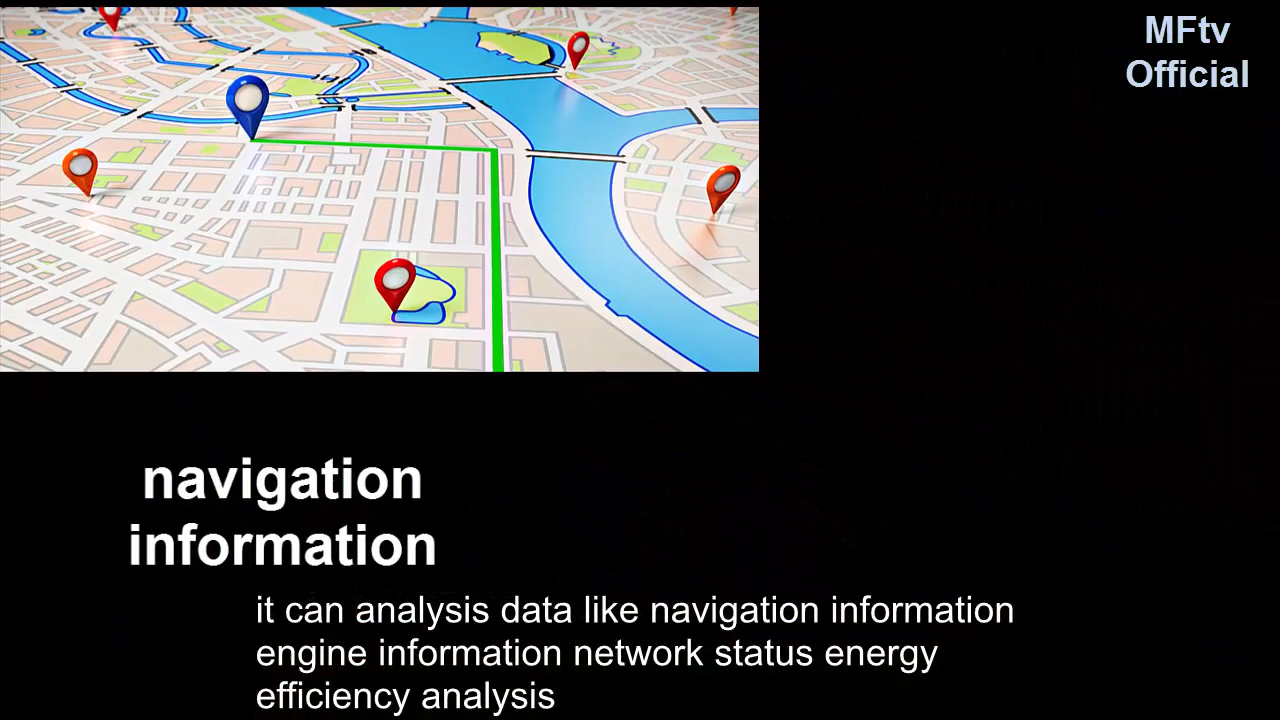 MFtv
Official
navigation
information
it can analysis data like navigation information
engine information network status energy
efficiency analysis